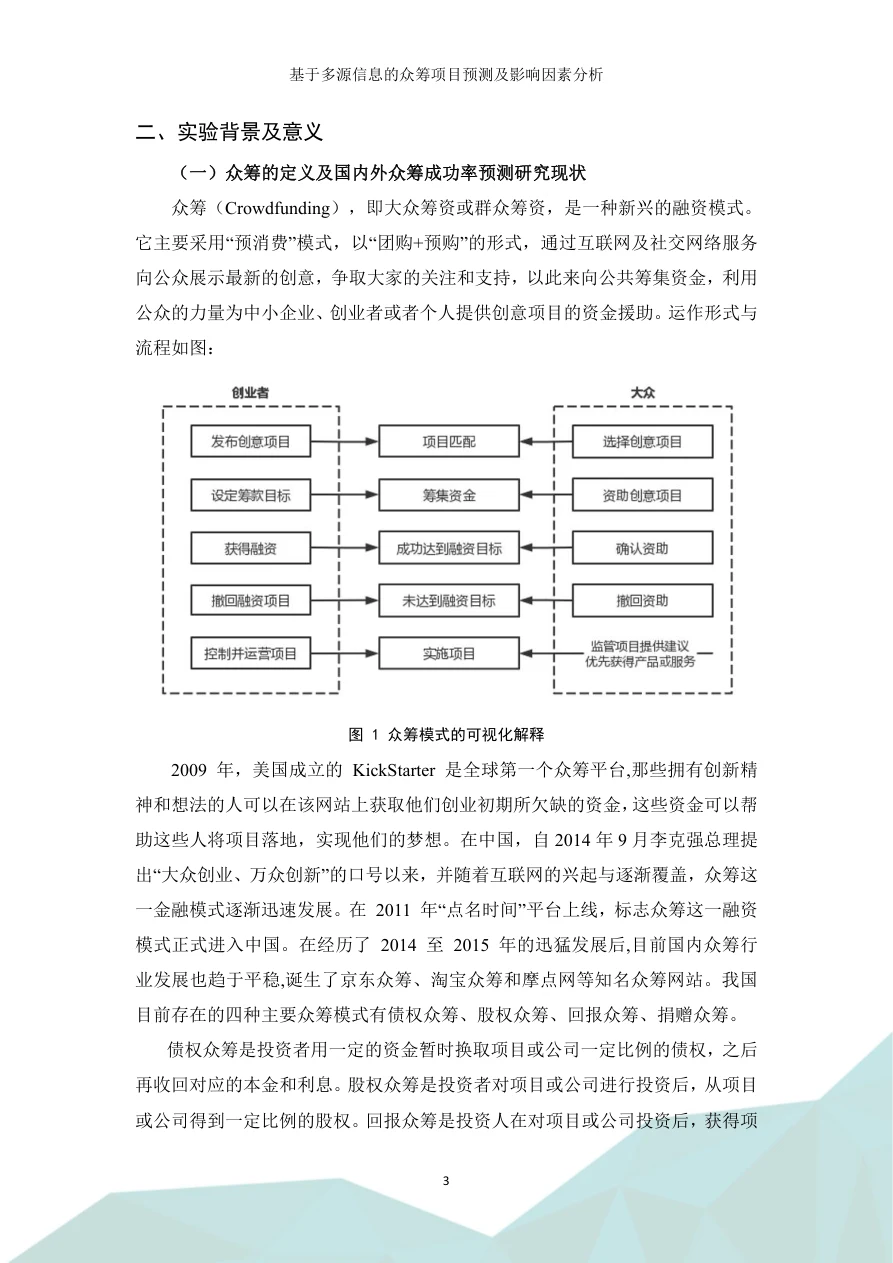 基于多源信息的众筹项目预测及影响因素分析
二、实验背景及意义
（一）众筹的定义及国内外众筹成功率预测研究现状
众筹（Crowdfunding），即大众筹资或群众筹资，是一种新兴的融资模式。
它主要采用“预消费”模式，以“团购+预购”的形式，通过互联网及社交网络服务
向公众展示最新的创意，争取大家的关注和支持，以此来向公共筹集资金，利用
公众的力量为中小企业、创业者或者个人提供创意项目的资金援助。运作形式与
流程如图：
创业者 大众
发布创意项目 项目匹配 选择创意项目
设定筹款目标 筹集资金 资助创意项目
获得融资 成功达到融资目标 确认资助
撤回融资项目 未达到融资目标 撤回资助
控制并运营项目 实施项目 监管项目提供建议
优先获得产品或服务
图 1 众筹模式的可视化解释
2009 年，美国成立的 KickStarter 是全球第一个众筹平台,那些拥有创新精
神和想法的人可以在该网站上获取他们创业初期所欠缺的资金，这些资金可以帮
助这些人将项目落地，实现他们的梦想。在中国，自 2014 年 9 月李克强总理提
出“大众创业、万众创新”的口号以来，并随着互联网的兴起与逐渐覆盖，众筹这
一金融模式逐渐迅速发展。在 2011 年“点名时间”平台上线，标志众筹这一融资
模式正式进入中国。在经历了 2014 至 2015 年的迅猛发展后,目前国内众筹行
业发展也趋于平稳,诞生了京东众筹、淘宝众筹和摩点网等知名众筹网站。我国
目前存在的四种主要众筹模式有债权众筹、股权众筹、回报众筹、捐赠众筹。
债权众筹是投资者用一定的资金暂时换取项目或公司一定比例的债权，之后
再收回对应的本金和利息。股权众筹是投资者对项目或公司进行投资后，从项目
或公司得到一定比例的股权。回报众筹是投资人在对项目或公司投资后，获得项
3